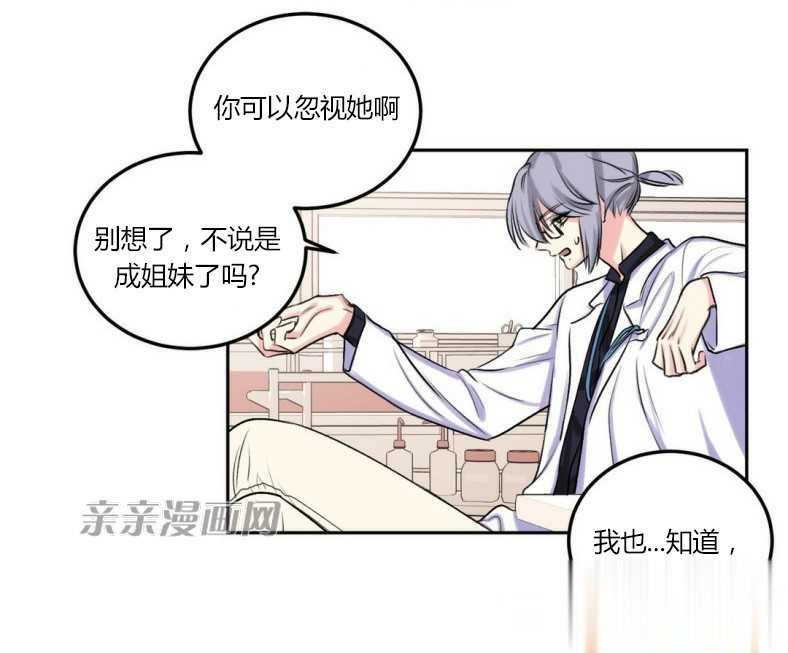 你可以忽视她啊
别想了，不说是
成姐妹了吗?
亲亲漫画网
我也...知道，